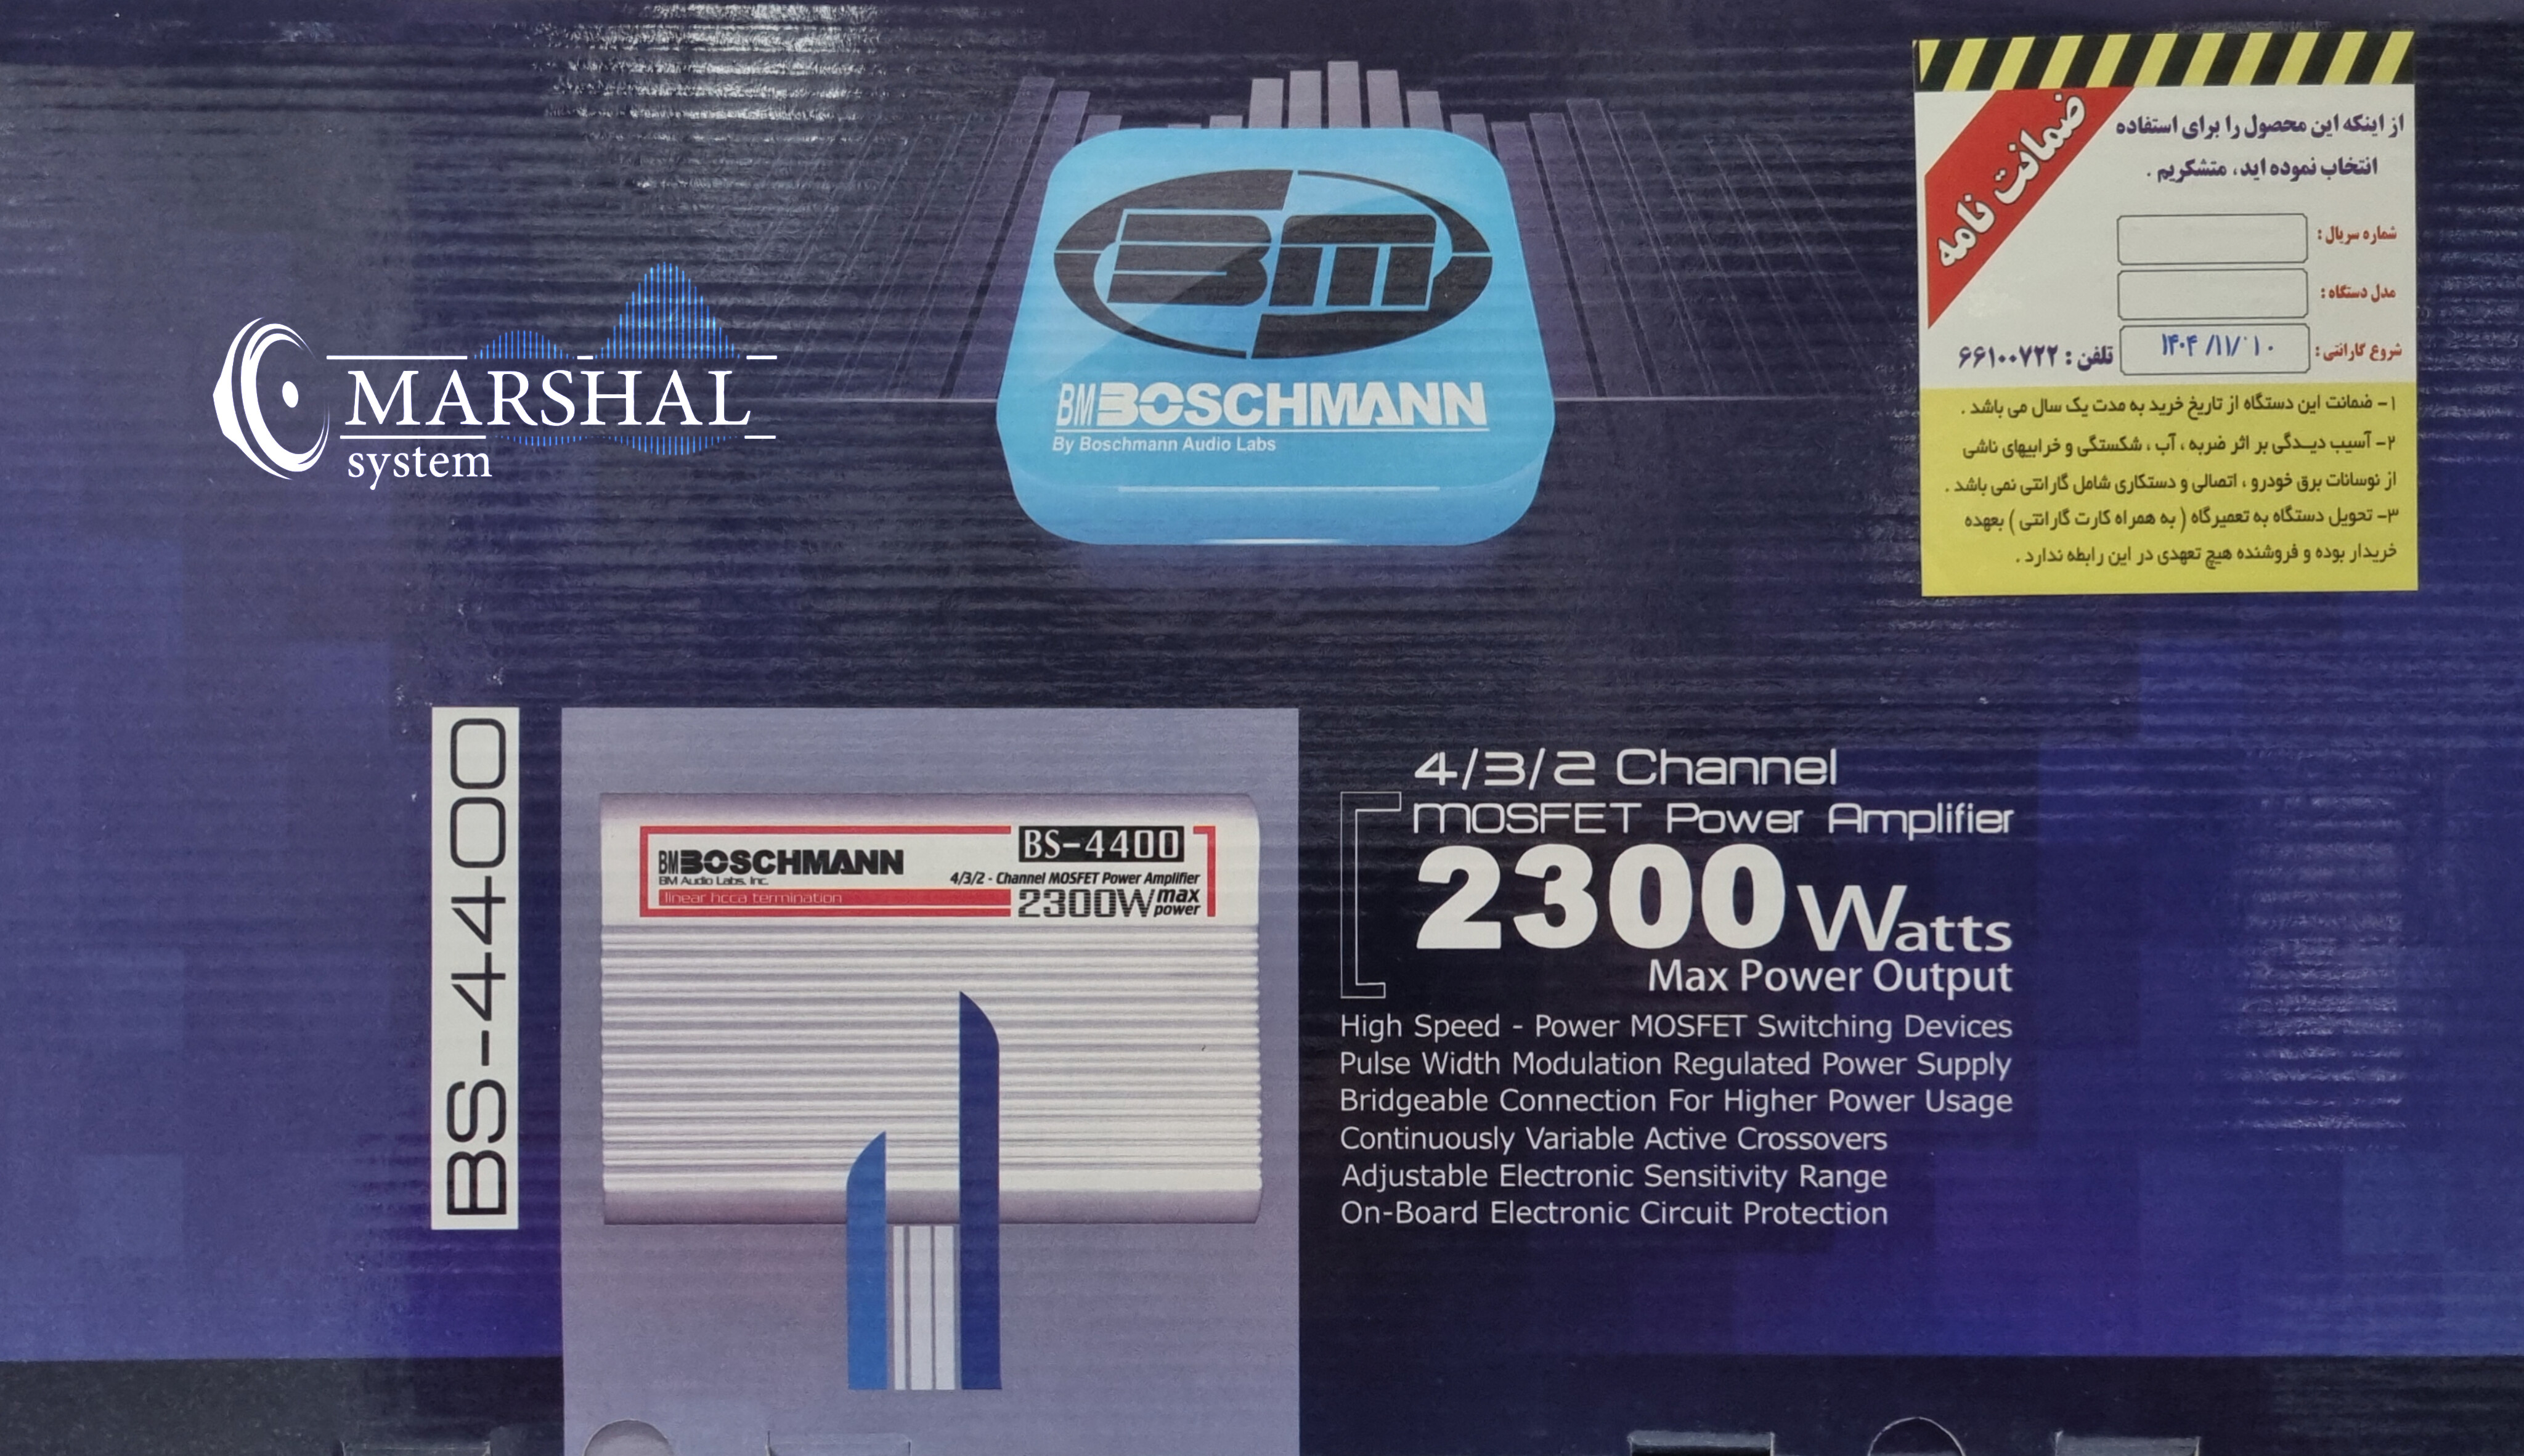 MARSHAL
system
BM
BM BOSCHMANN
By Boschmann Audio Labs
ضمانت نامه
از اینکه این محصول را برای استفاده
انتخاب نموده اید، متشکریم .
شماره سریال :
مدل دستگاه :
شروع گارانتی : ۱۴۰۴/۱۱/۱۰ تلفن : ۶۶۱۰۰۷۲۲
۱- ضمانت این دستگاه از تاریخ خرید به مدت یک سال می باشد .
۲- آسیب دیـدگی بر اثر ضربه ، آب ، شکستگی و خرابیهای ناشی
از نوسانات برق خودرو ، اتصالی و دستکاری شامل گارانتی نمی باشد .
۳- تحویل دستگاه به تعمیرگاه ( به همراه کارت گارانتی ) بعهده
خریدار بوده و فروشنده هیچ تعهدی در این رابطه ندارد .
BS-4400
BM BOSCHMANN
BM Audio Labs, Inc.
linear hcca termination
BS-4400
4/3/2 - Channel MOSFET Power Amplifier
2300W max power
4/3/2 Channel
MOSFET Power Amplifier
2300 Watts
Max Power Output
High Speed - Power MOSFET Switching Devices
Pulse Width Modulation Regulated Power Supply
Bridgeable Connection For Higher Power Usage
Continuously Variable Active Crossovers
Adjustable Electronic Sensitivity Range
On-Board Electronic Circuit Protection